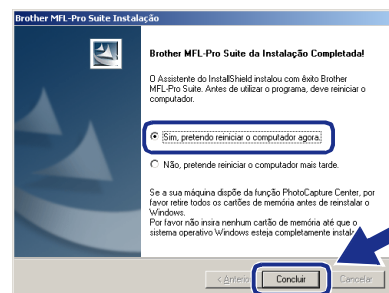 Brother MFL-Pro Suite Instalação
Brother MFL-Pro Suite da Instalação Completada!
O Assistente do InstallShield instalou com êxito Brother
MFL-Pro Suite. Antes de utilizar o programa, deve reiniciar o
computador.
Sim, pretendo reiniciar o computador agora.
Não, pretende reiniciar o computador mais tarde.
Se a sua máquina dispõe da função PhotoCapture Center, por
favor retire todos os cartões de memória antes de reinstalar o
Windows.
Por favor não insira nenhum cartão de memória até que o
sistema operativo Windows esteja completamente
< Anterior
Concluir
Cancelar